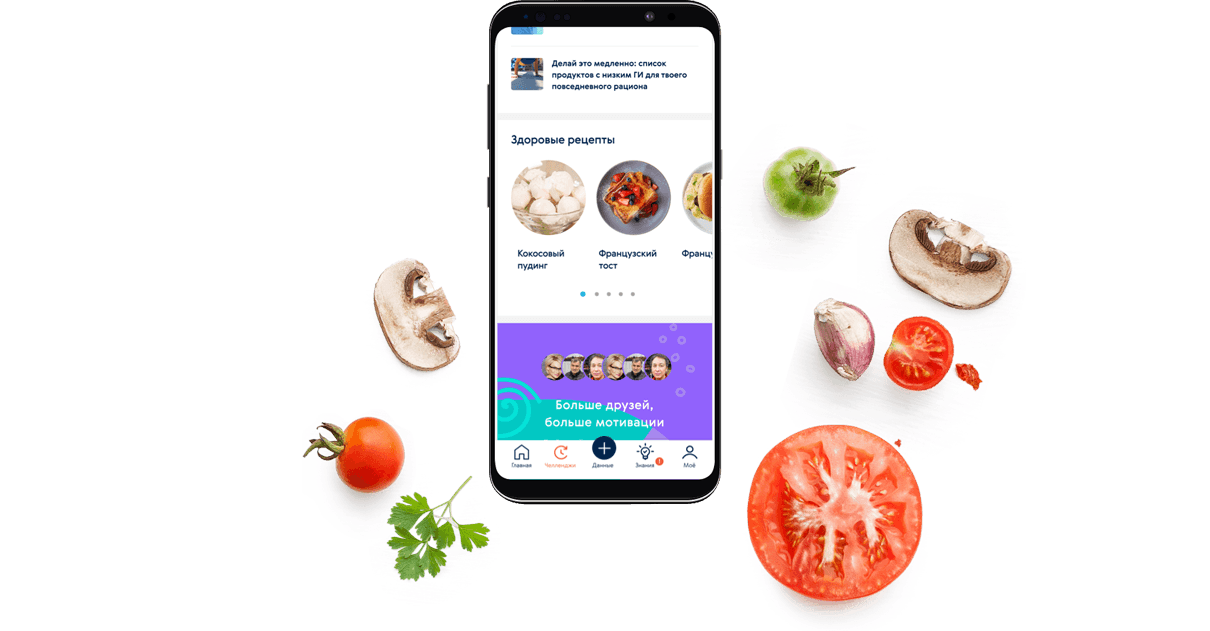 Делай это медленно: список
продуктов с низким ГИ для твоего
повседневного рациона
Здоровые рецепты
Кокосовый
пудинг
Французский
тост
Францу
Больше друзей,
больше мотивации
Главная
Челленджи
Данные
Знания
1
Моё